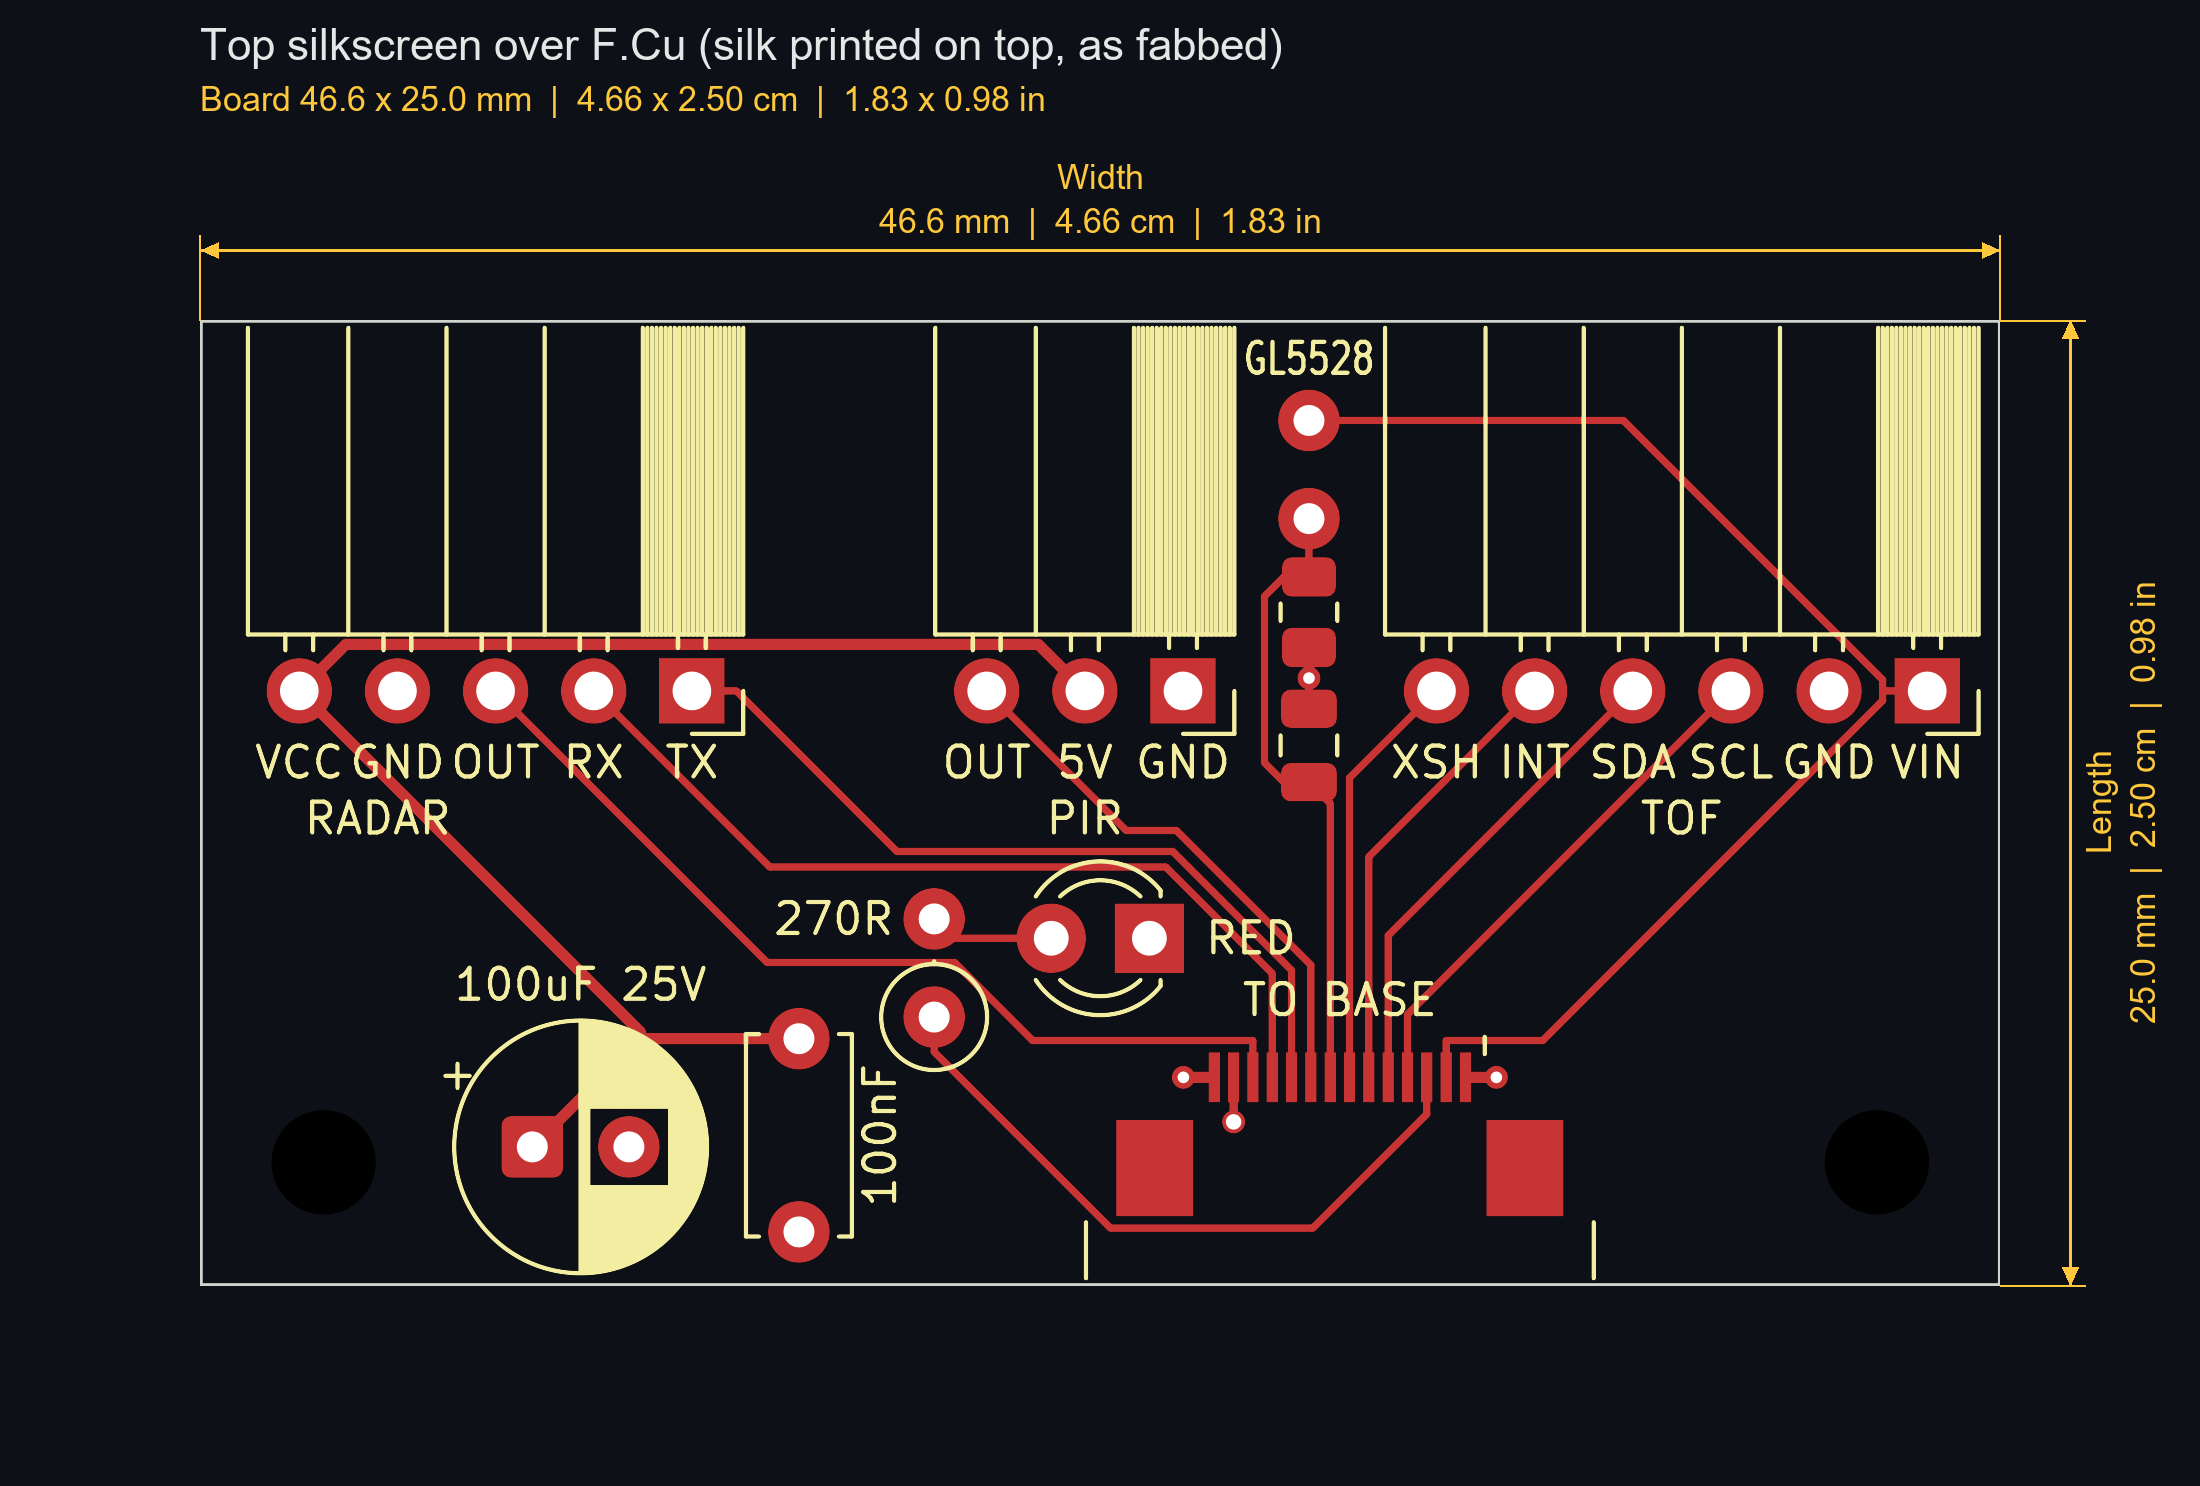 Top silkscreen over F.Cu (silk printed on top, as fabbed)
Board 46.6 x 25.0 mm | 4.66 x 2.50 cm | 1.83 x 0.98 in
Width
46.6 mm | 4.66 cm | 1.83 in
GL5528
VCC GND OUT RX TX OUT 5V GND XSH INT SDA SCL GND VIN
RADAR PIR TOF
270R RED
100uF 25V TO BASE
+
100nF
Length
25.0 mm | 2.50 cm | 0.98 in